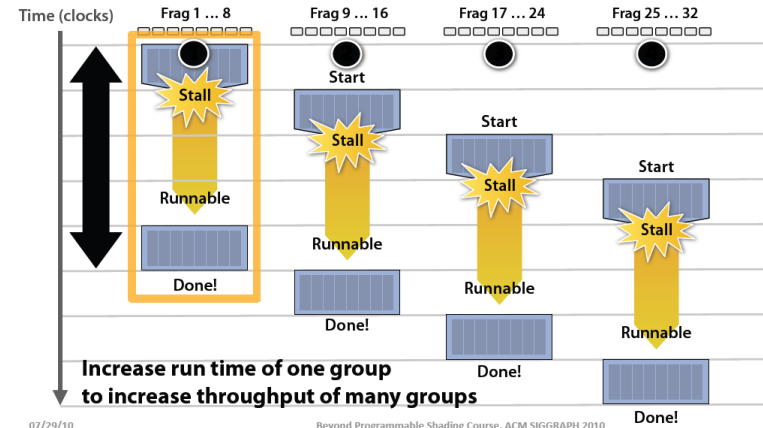 Time (clocks)
Frag 1 … 8
Frag 9 … 16
Frag 17 … 24
Frag 25 … 32
Stall
Runnable
Done!
Start
Stall
Runnable
Done!
Start
Stall
Runnable
Done!
Start
Stall
Runnable
Done!
Increase run time of one group
to increase throughput of many groups
07/29/10
Beyond Programmable Shading Course, ACM SIGGRAPH 2010